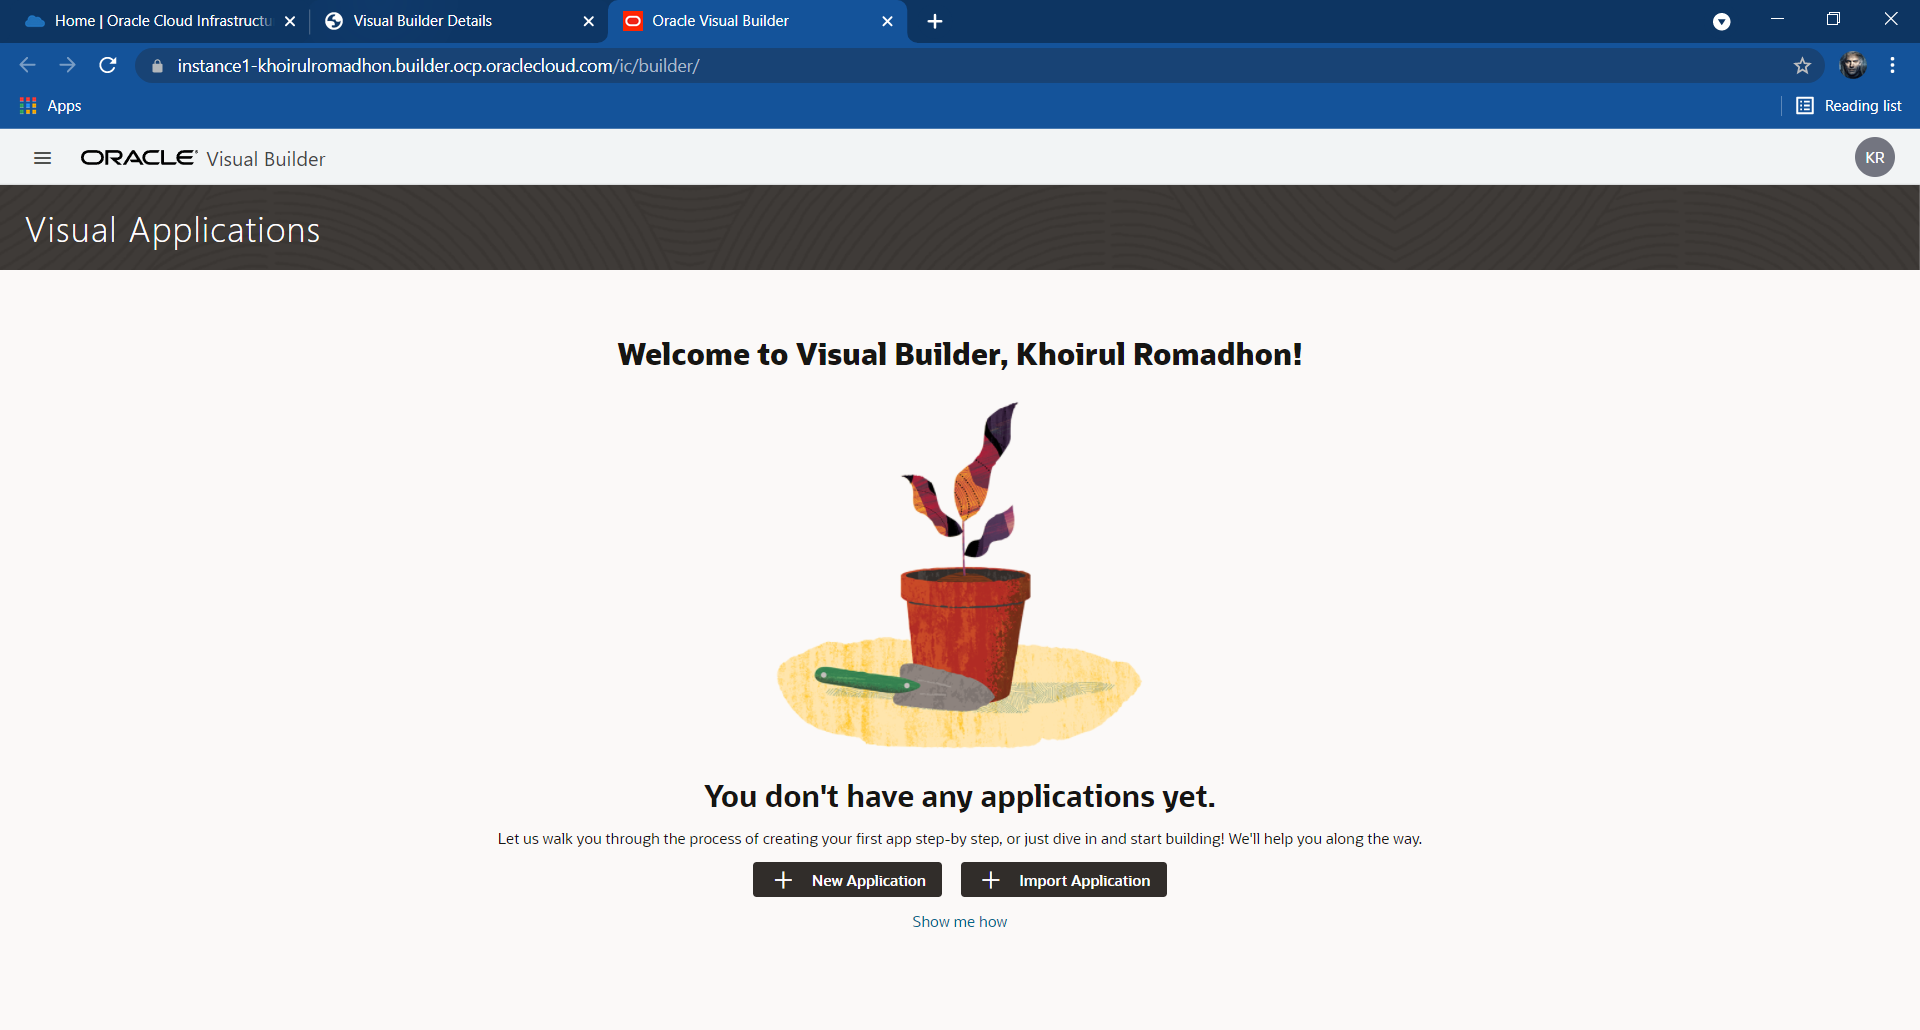 Home | Oracle Cloud Infrastructu
Visual Builder Details
Oracle Visual Builder
instance1-khoirulromadhon.builder.ocp.oraclecloud.com/ic/builder/
Apps
Reading list
ORACLE Visual Builder
KR
Visual Applications
Welcome to Visual Builder, Khoirul Romadhon!
You don't have any applications yet.
Let us walk you through the process of creating your first app step-by step, or just dive in and start building! We'll help you along the way.
New Application
Import Application
Show me how